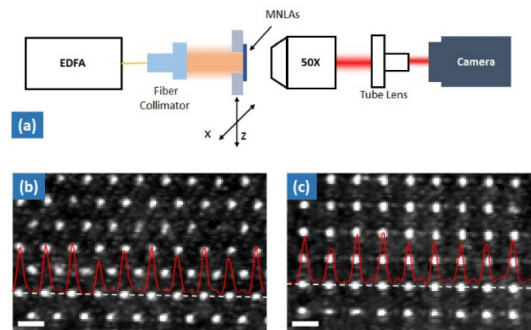 MNLAs
EDFA
50X
Camera
Fiber
Collimator
Tube Lens
X
Z
(a)
(b)
(c)